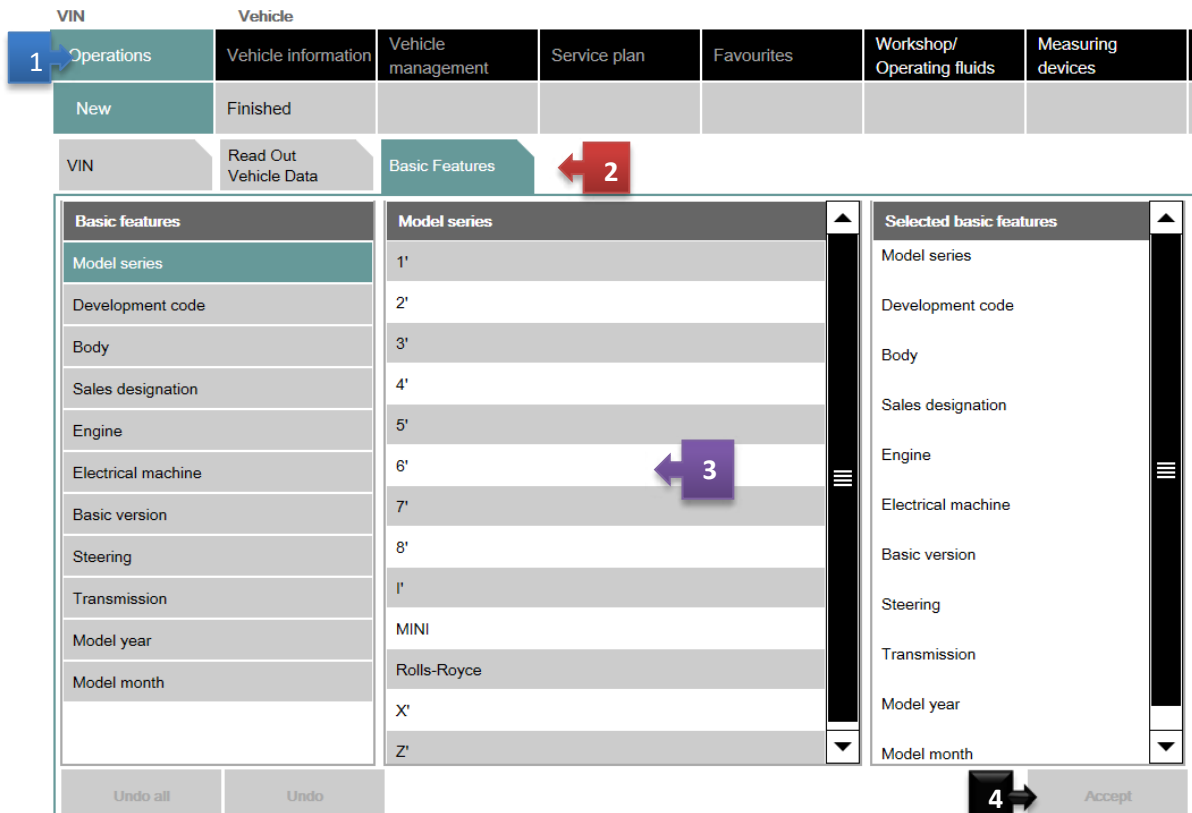 VIN Vehicle
1 Operations Vehicle information Vehicle management Service plan Favourites Workshop/ Operating fluids Measuring devices
New Finished
VIN Read Out Vehicle Data Basic Features 2
Basic features Model series Selected basic features
Model series 1' Model series
Development code 2' Development code
Body 3' Body
Sales designation 4' Sales designation
Engine 5' Engine
Electrical machine 6' 3 Electrical machine
Basic version 7' Basic version
Steering 8' Steering
Transmission I' Transmission
Model year MINI Model year
Model month Rolls-Royce Model month
X'
Z'
Undo all Undo 4 Accept